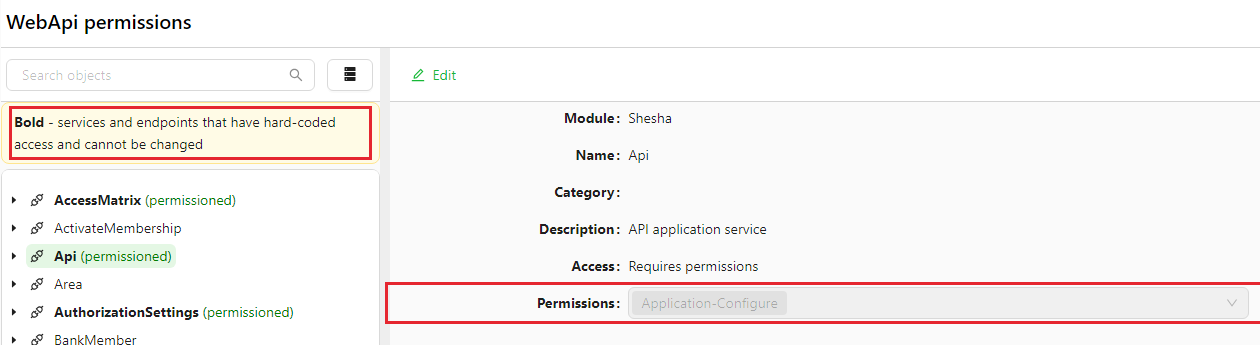 WebApi permissions
Search objects
Bold - services and endpoints that have hard-coded
access and cannot be changed
AccessMatrix (permissioned)
ActivateMembership
Api (permissioned)
Area
AuthorizationSettings (permissioned)
BankMember
Edit
Module: Shesha
Name: Api
Category:
Description: API application service
Access: Requires permissions
Permissions: Application-Configure